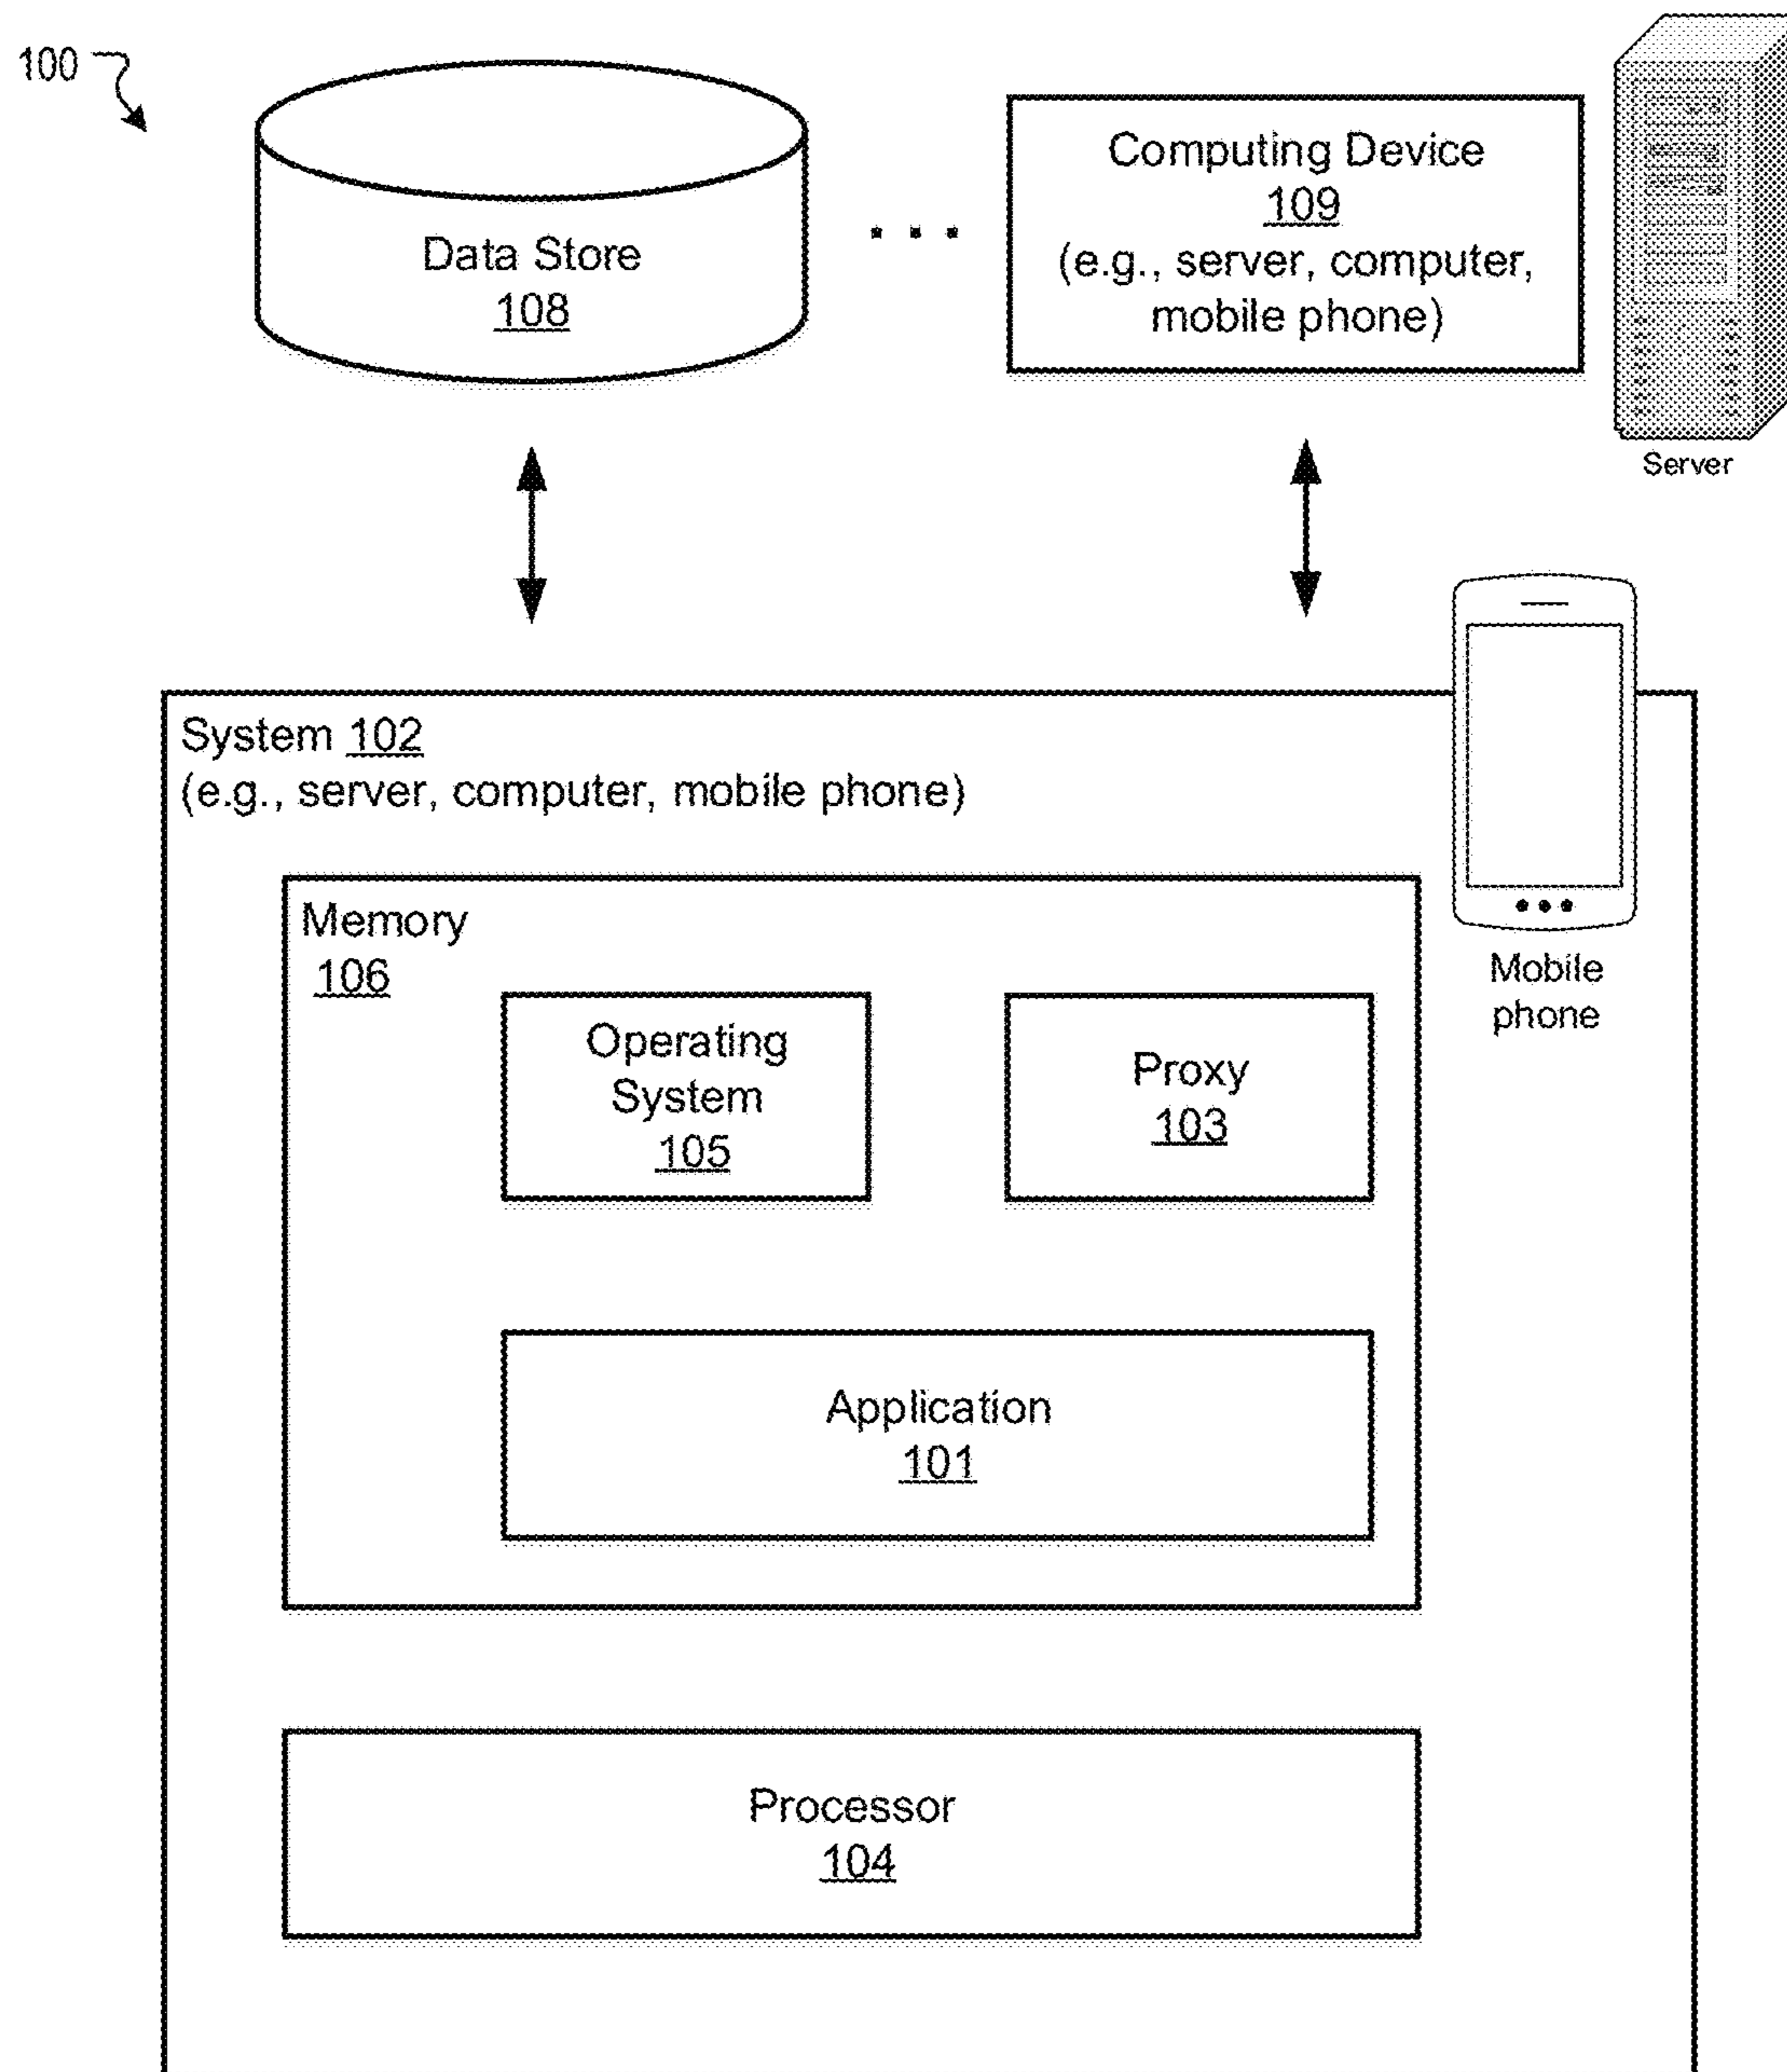 100
Data Store
108
. . .
Computing Device
109
(e.g., server, computer,
mobile phone)
Server
System 102
(e.g., server, computer, mobile phone)
Mobile
phone
Memory
106
Operating
System
105
Proxy
103
Application
101
Processor
104